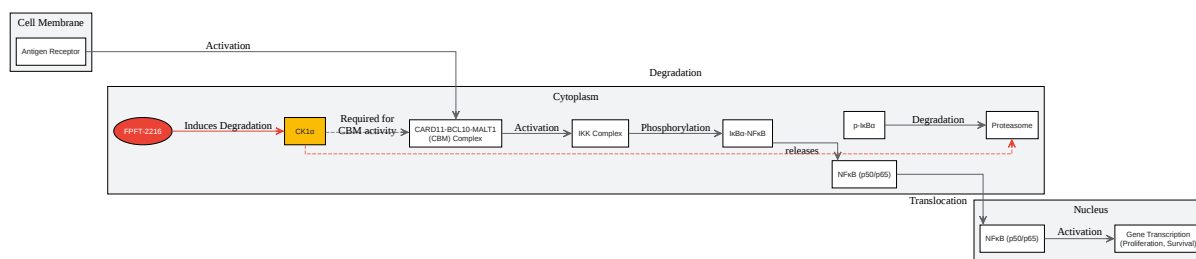 Cell Membrane
Antigen Receptor
Activation
Degradation
Cytoplasm
FPFT-2216
Induces Degradation
CK1α
Required for
CBM activity
CARD11-BCL10-MALT1
(CBM) Complex
Activation
IKK Complex
Phosphorylation
IκBα-NFκB
releases
p-IκBα
Degradation
Proteasome
NFκB (p50/p65)
Translocation
Nucleus
NFκB (p50/p65)
Activation
Gene Transcription
(Proliferation, Survival)